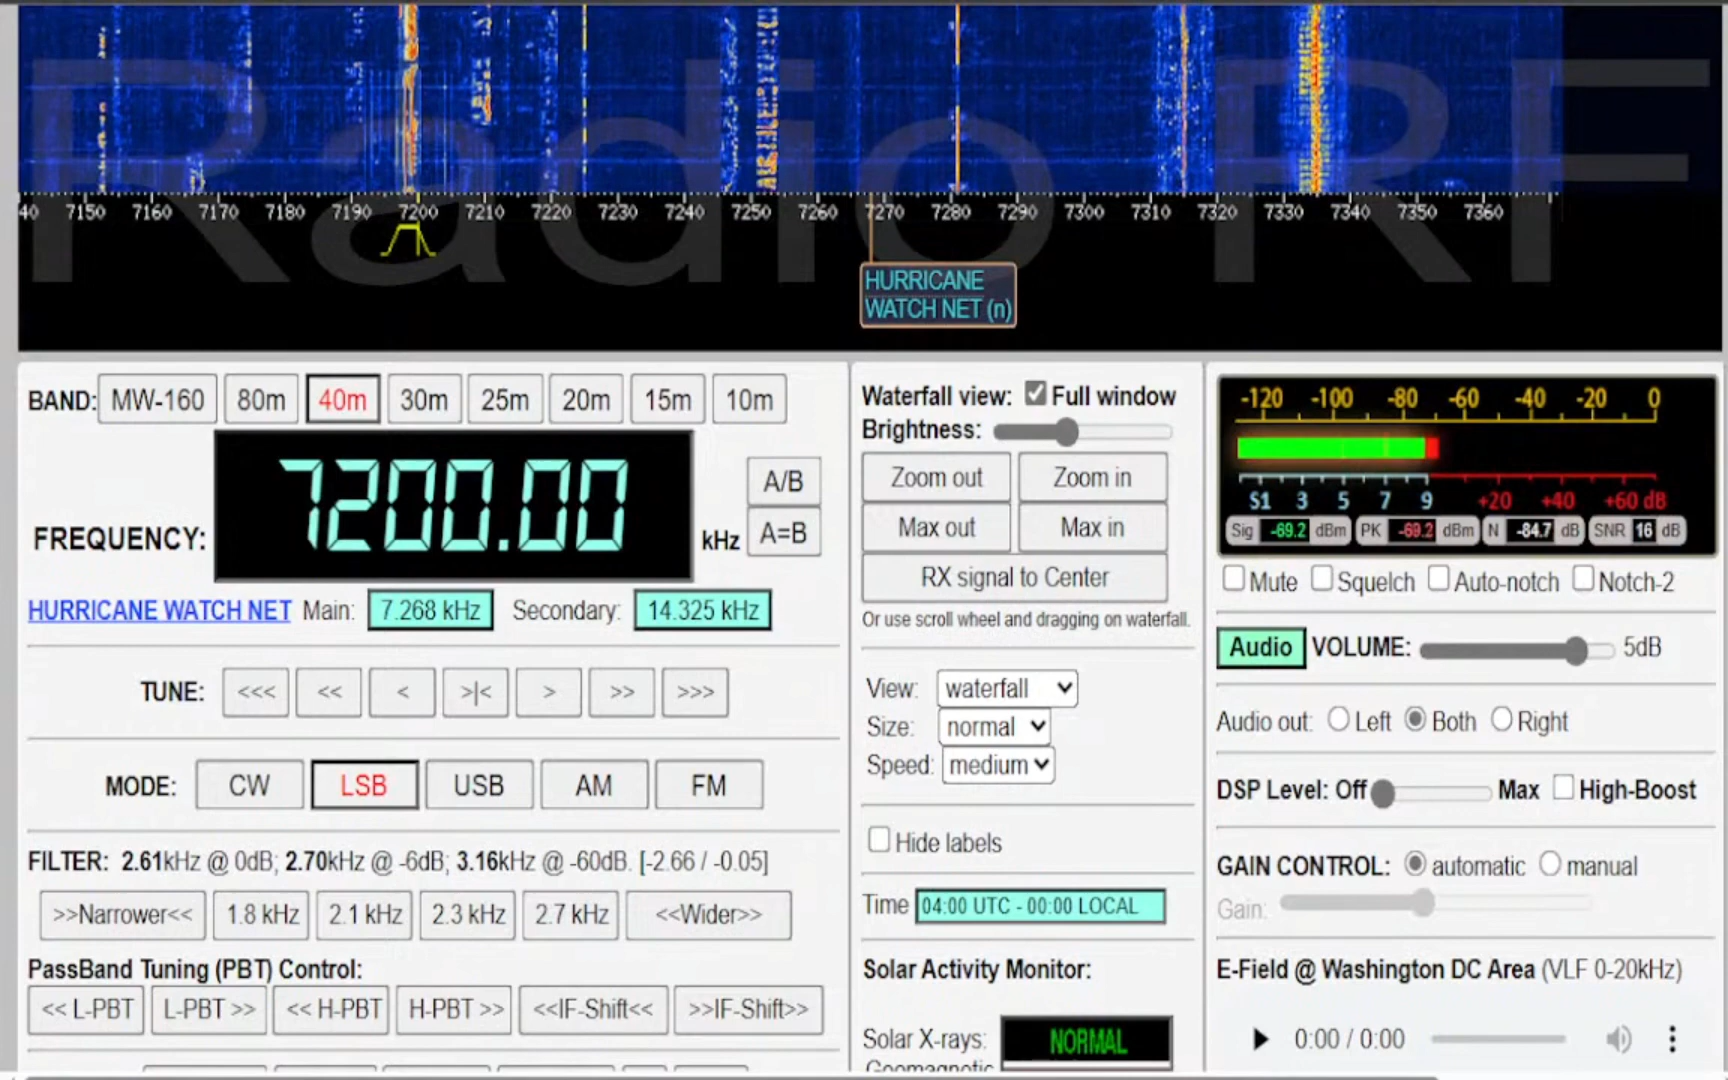 Radio RF
40 7150 7160 7170 7180 7190 7200 7210 7220 7230 7240 7250 7260 7270 7280 7290 7300 7310 7320 7330 7340 7350 7360
HURRICANE
WATCH NET (n)
BAND: MW-160 80m 40m 30m 25m 20m 15m 10m
FREQUENCY: 7200.00 kHz
A/B
A=B
HURRICANE WATCH NET Main: 7.268 kHz Secondary: 14.325 kHz
TUNE: <<< << < >|< > >> >>>
MODE: CW LSB USB AM FM
FILTER: 2.61kHz @ 0dB; 2.70kHz @ -6dB; 3.16kHz @ -60dB. [-2.66 / -0.05]
>>Narrower<< 1.8 kHz 2.1 kHz 2.3 kHz 2.7 kHz <<Wider>>
PassBand Tuning (PBT) Control:
<< L-PBT L-PBT >> << H-PBT H-PBT >> <<IF-Shift<< >>IF-Shift>>
Waterfall view: Full window
Brightness:
Zoom out Zoom in
Max out Max in
RX signal to Center
Or use scroll wheel and dragging on waterfall.
View: waterfall
Size: normal
Speed: medium
Hide labels
Time 04:00 UTC - 00:00 LOCAL
Solar Activity Monitor:
Solar X-rays: NORMAL
Geomagnetic
-120 -100 -80 -60 -40 -20 0
S1 3 5 7 9 +20 +40 +60 dB
Sig -69.2 dBm PK -69.2 dBm N -84.7 dB SNR 16 dB
Mute Squelch Auto-notch Notch-2
Audio VOLUME: 5dB
Audio out: Left Both Right
DSP Level: Off Max High-Boost
GAIN CONTROL: automatic manual
Gain:
E-Field @ Washington DC Area (VLF 0-20kHz)
0:00 / 0:00